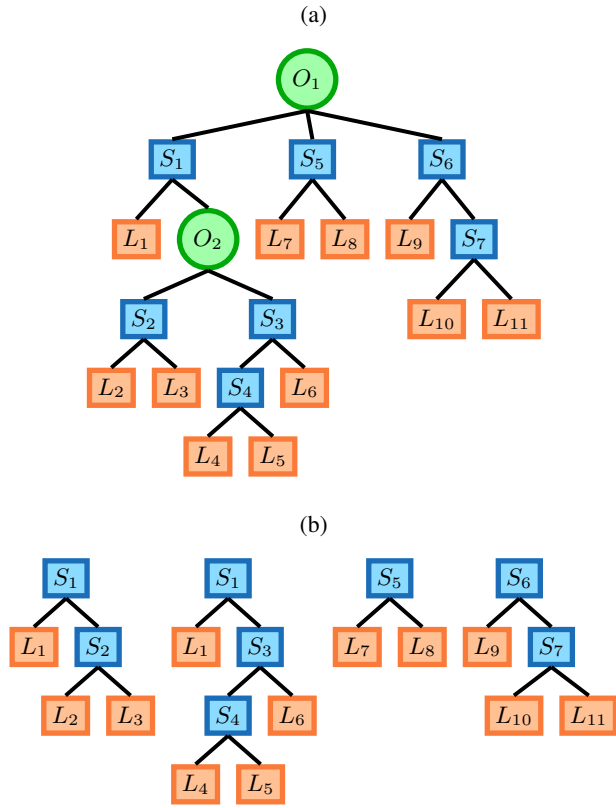 (a)
O₁
S₁ S₅ S₆
L₁ O₂ L₇ L₈ L₉ S₇
S₂ S₃ L₁₀ L₁₁
L₂ L₃ S₄ L₆
L₄ L₅
(b)
S₁ S₁ S₅ S₆
L₁ S₂ L₁ S₃ L₇ L₈ L₉ S₇
L₂ L₃ S₄ L₆ L₁₀ L₁₁
L₄ L₅